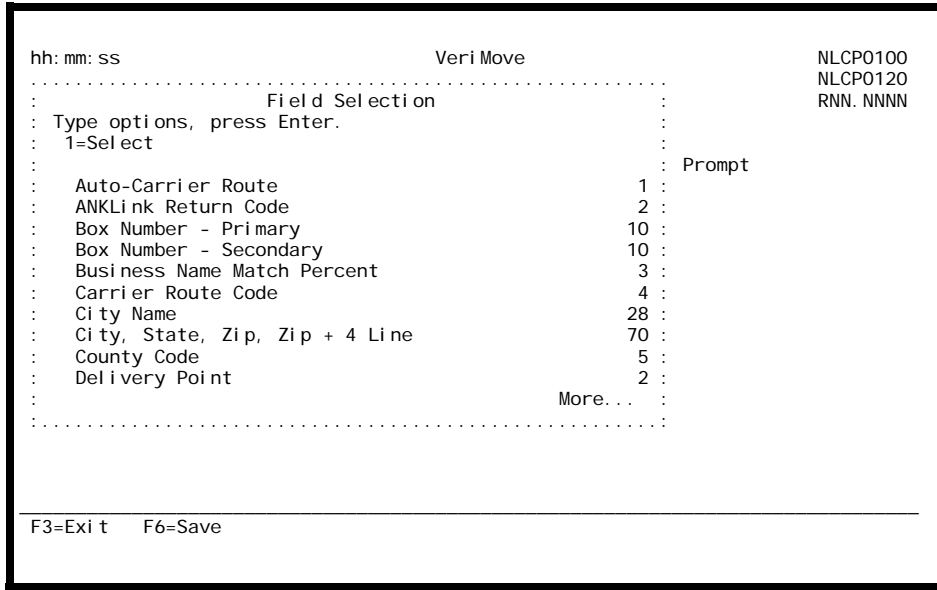 hh:mm:ss VeriMove NLCP0100
......................................................... NLCP0120
: Field Selection : RNN.NNNN
: Type options, press Enter. :
: 1=Select :
: : Prompt
: Auto-Carrier Route 1 :
: ANKLink Return Code 2 :
: Box Number - Primary 10 :
: Box Number - Secondary 10 :
: Business Name Match Percent 3 :
: Carrier Route Code 4 :
: City Name 28 :
: City, State, Zip, Zip + 4 Line 70 :
: County Code 5 :
: Delivery Point 2 :
: More... :
:.......................................................:
F3=Exit F6=Save